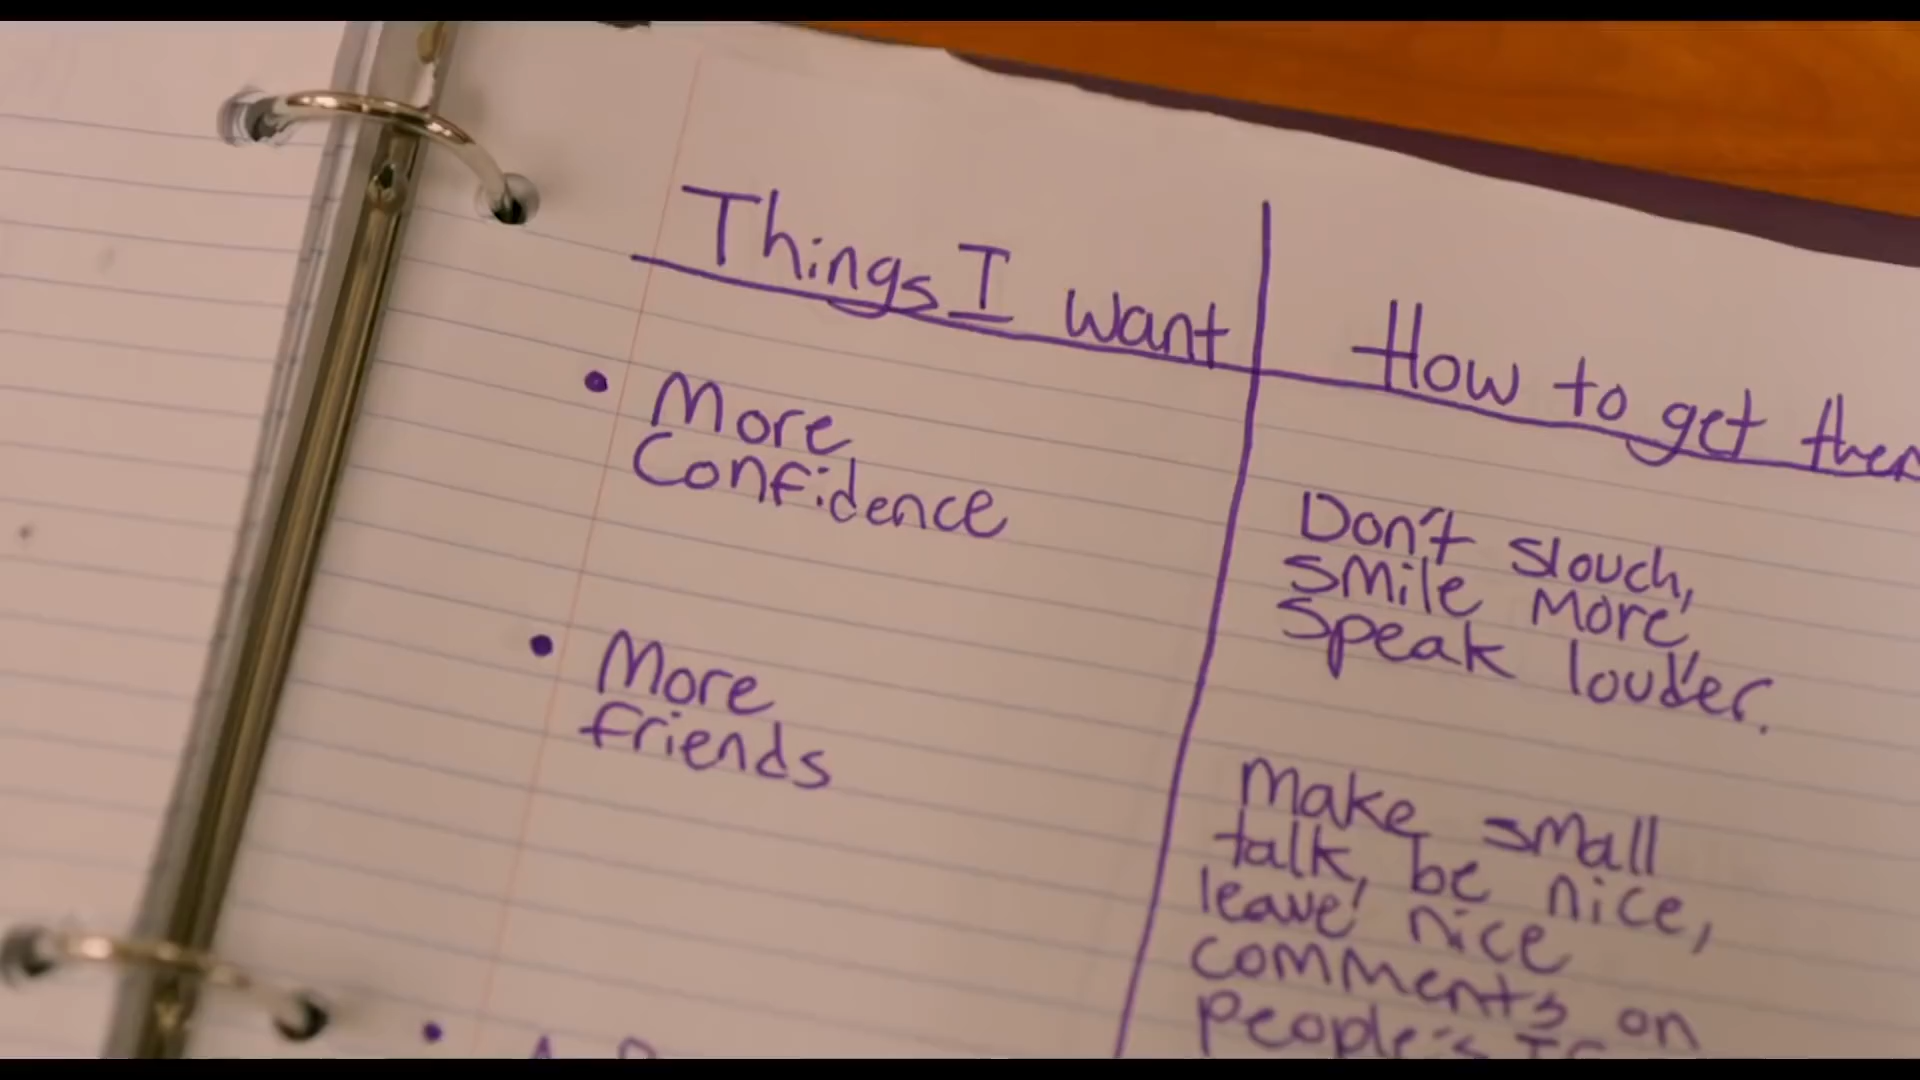 Things I want
How to get them
• More
Confidence
Don't slouch,
smile more,
speak louder.
• More
friends
Make small
talk, be nice,
leave nice
comments on
people's
•